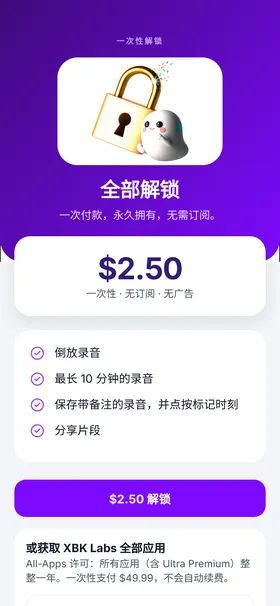 一次性解锁
全部解锁
一次付款，永久拥有，无需订阅。
$2.50
一次性 · 无订阅 · 无广告
倒放录音
最长 10 分钟的录音
保存带备注的录音，并点按标记时刻
分享片段
$2.50 解锁
或获取 XBK Labs 全部应用
All-Apps 许可：所有应用（含 Ultra Premium）整
整一年。一次性支付 $49.99，不会自动续费。